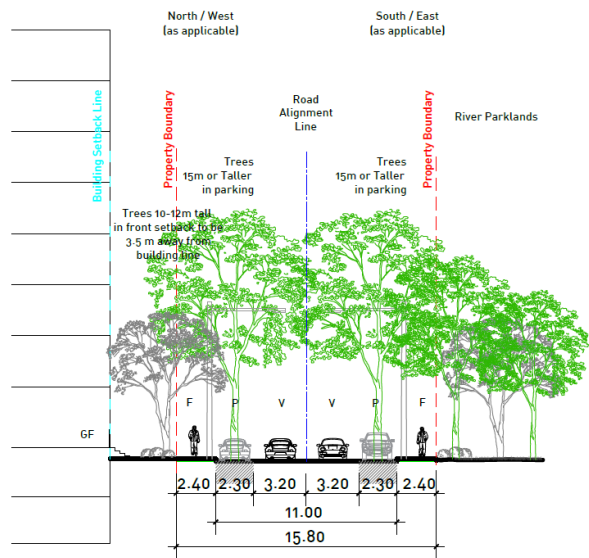 North / West
(as applicable)
South / East
(as applicable)
Building Setback Line
Property Boundary
Road
Alignment
Line
Property Boundary
River Parklands
Trees
15m or Taller
in parking
Trees
15m or Taller
in parking
Trees 10-12m tall
in front setback to be
3.5 m away from
building line
F P V V P F
GF
2.40 2.30 3.20 3.20 2.30 2.40
11.00
15.80